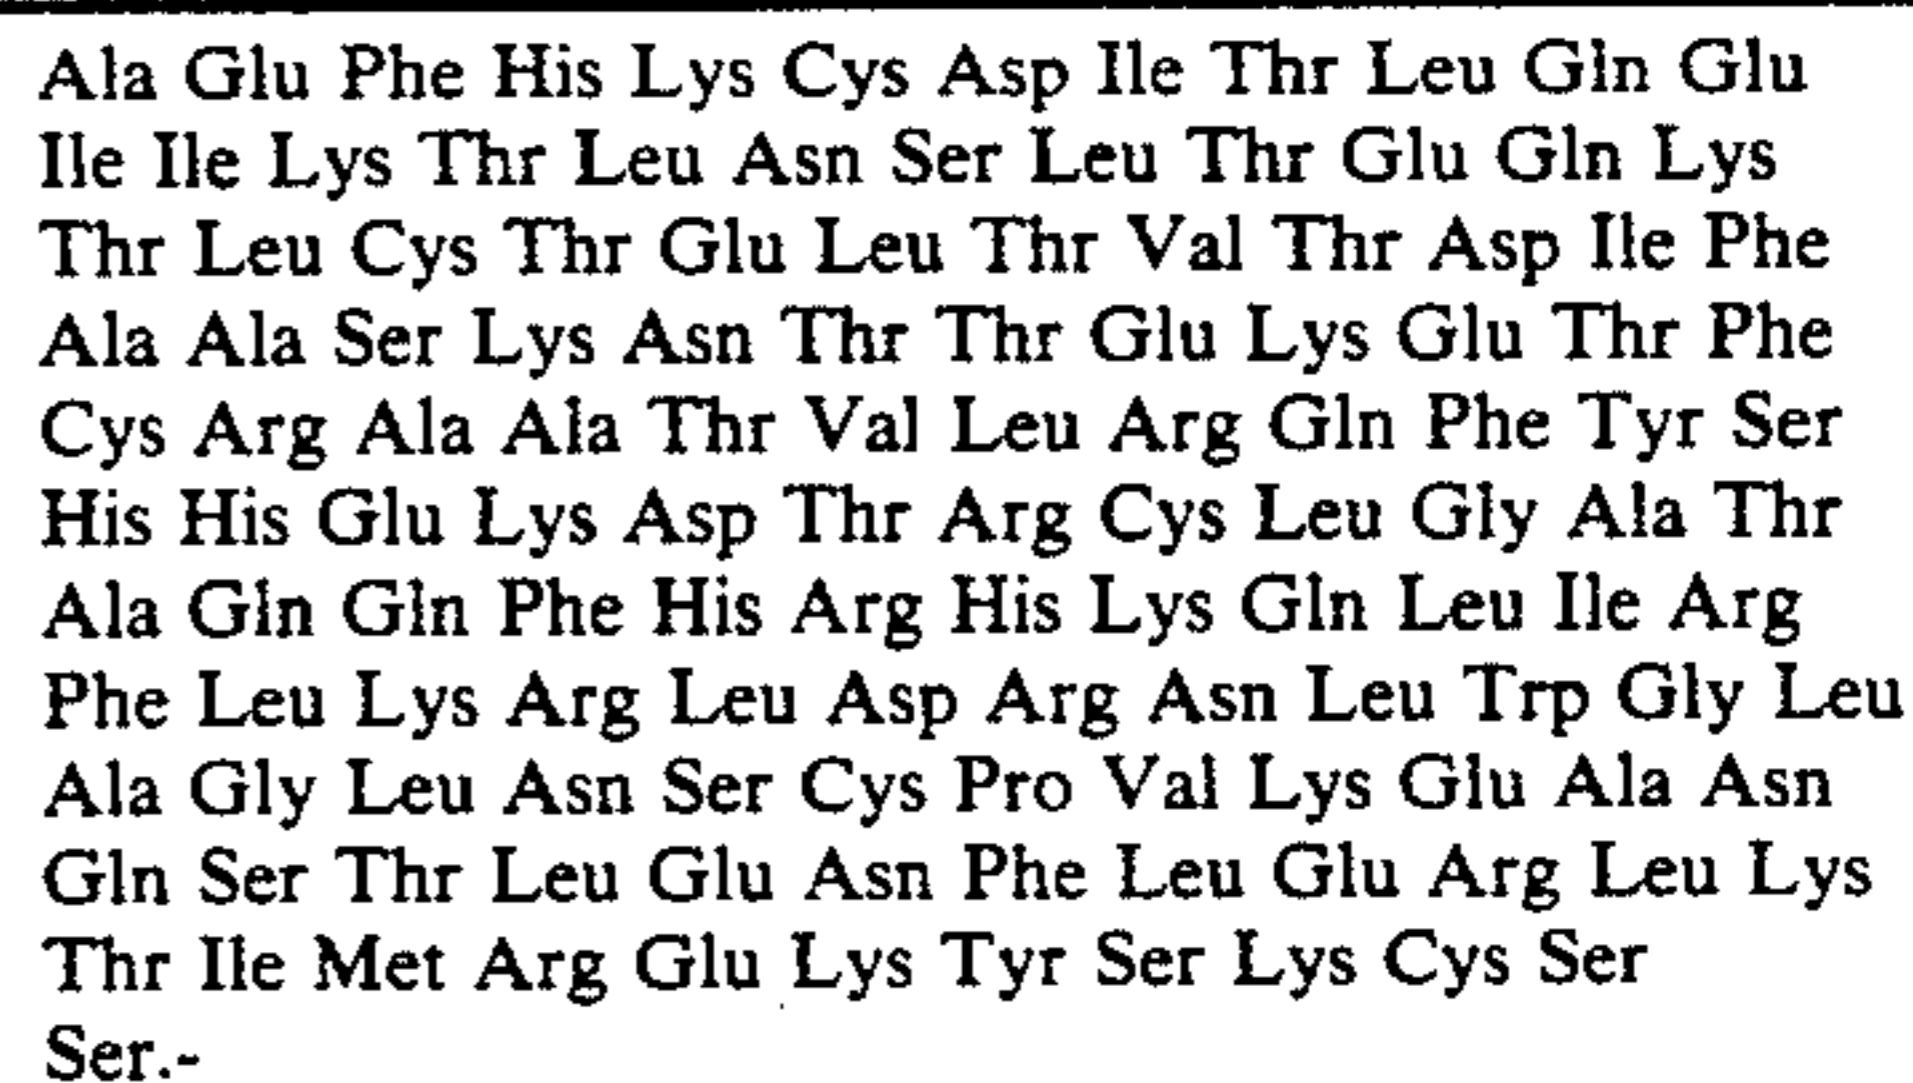 Ala Glu Phe His Lys Cys Asp Ile Thr Leu Gln Glu
Ile Ile Lys Thr Leu Asn Ser Leu Thr Glu Gln Lys
Thr Leu Cys Thr Glu Leu Thr Val Thr Asp Ile Phe
Ala Ala Ser Lys Asn Thr Thr Glu Lys Glu Thr Phe
Cys Arg Ala Ala Thr Val Leu Arg Gln Phe Tyr Ser
His His Glu Lys Asp Thr Arg Cys Leu Gly Ala Thr
Ala Gln Gln Phe His Arg His Lys Gln Leu Ile Arg
Phe Leu Lys Arg Leu Asp Arg Asn Leu Trp Gly Leu
Ala Gly Leu Asn Ser Cys Pro Val Lys Glu Ala Asn
Gln Ser Thr Leu Glu Asn Phe Leu Glu Arg Leu Lys
Thr Ile Met Arg Glu Lys Tyr Ser Lys Cys Ser
Ser.-